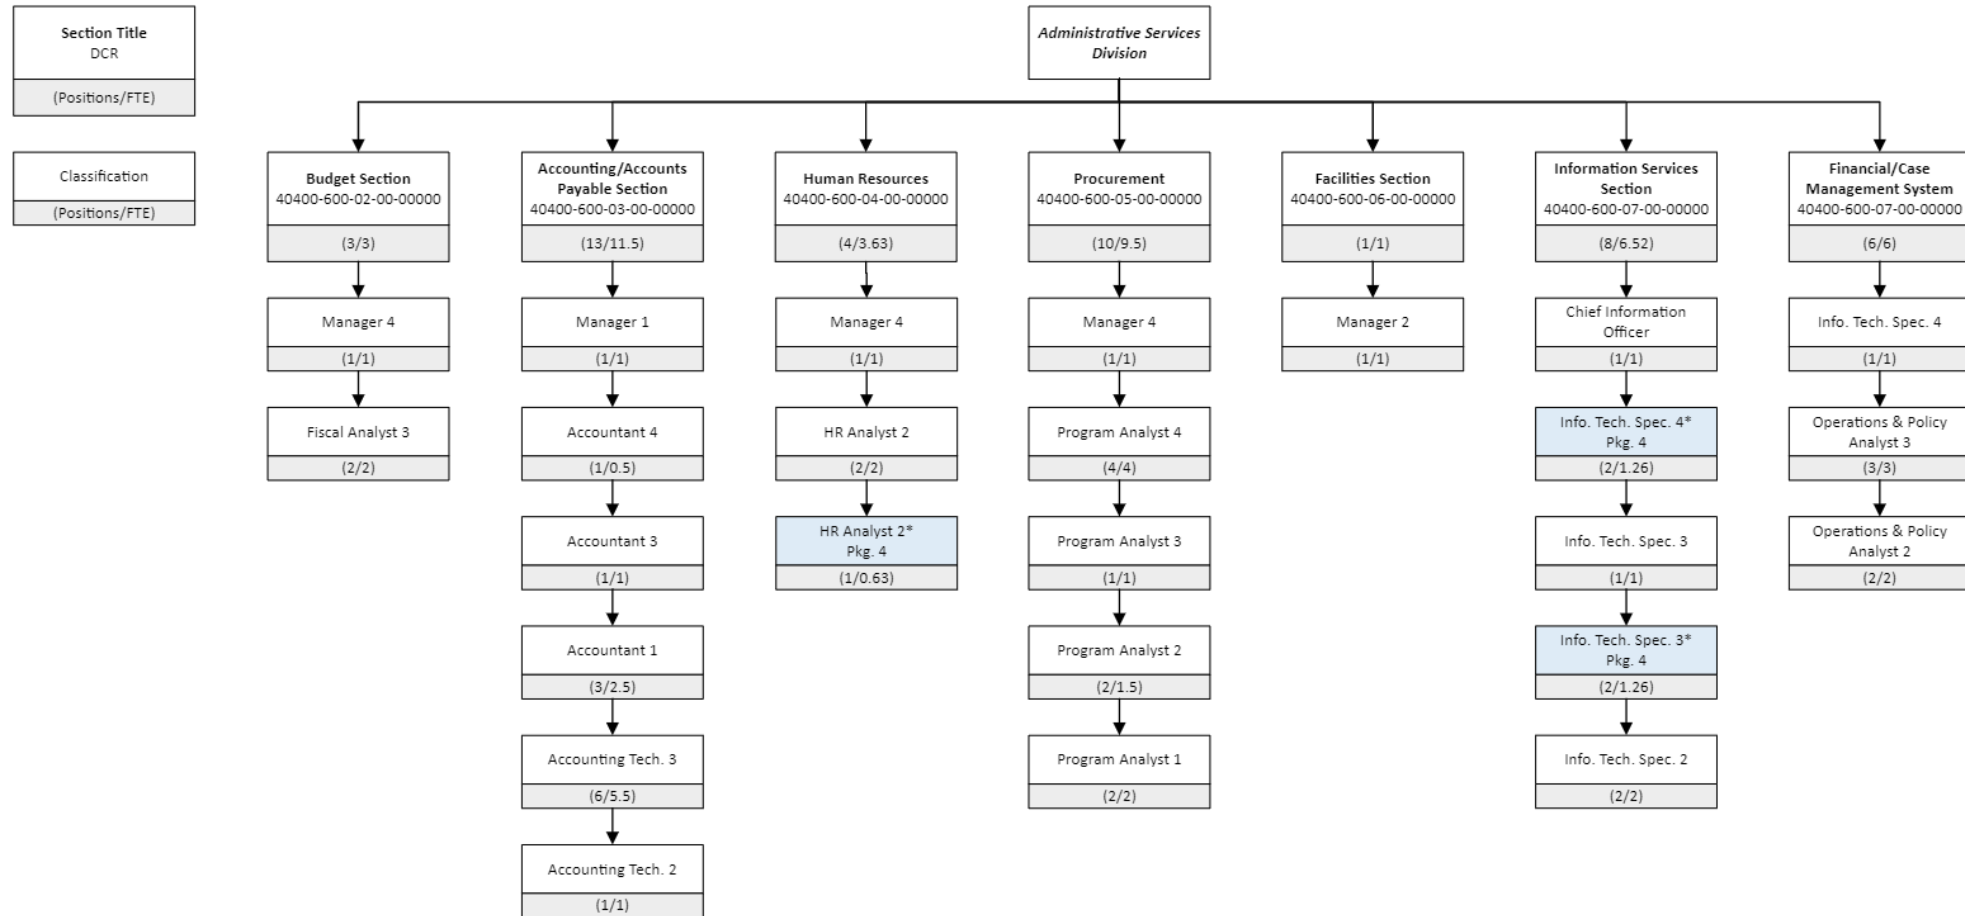 Section Title
DCR
(Positions/FTE)
Classification
(Positions/FTE)
Administrative Services
Division
Budget Section
40400-600-02-00-00000
(3/3)
Manager 4
(1/1)
Fiscal Analyst 3
(2/2)
Accounting/Accounts
Payable Section
40400-600-03-00-00000
(13/11.5)
Manager 1
(1/1)
Accountant 4
(1/0.5)
Accountant 3
(1/1)
Accountant 1
(3/2.5)
Accounting Tech. 3
(6/5.5)
Accounting Tech. 2
(1/1)
Human Resources
40400-600-04-00-00000
(4/3.63)
Manager 4
(1/1)
HR Analyst 2
(2/2)
HR Analyst 2*
Pkg. 4
(1/0.63)
Procurement
40400-600-05-00-00000
(10/9.5)
Manager 4
(1/1)
Program Analyst 4
(4/4)
Program Analyst 3
(1/1)
Program Analyst 2
(2/1.5)
Program Analyst 1
(2/2)
Facilities Section
40400-600-06-00-00000
(1/1)
Manager 2
(1/1)
Information Services
Section
40400-600-07-00-00000
(8/6.52)
Chief Information
Officer
(1/1)
Info. Tech. Spec. 4*
Pkg. 4
(2/1.26)
Info. Tech. Spec. 3
(1/1)
Info. Tech. Spec. 3*
Pkg. 4
(2/1.26)
Info. Tech. Spec. 2
(2/2)
Financial/Case
Management System
40400-600-07-00-00000
(6/6)
Info. Tech. Spec. 4
(1/1)
Operations & Policy
Analyst 3
(3/3)
Operations & Policy
Analyst 2
(2/2)